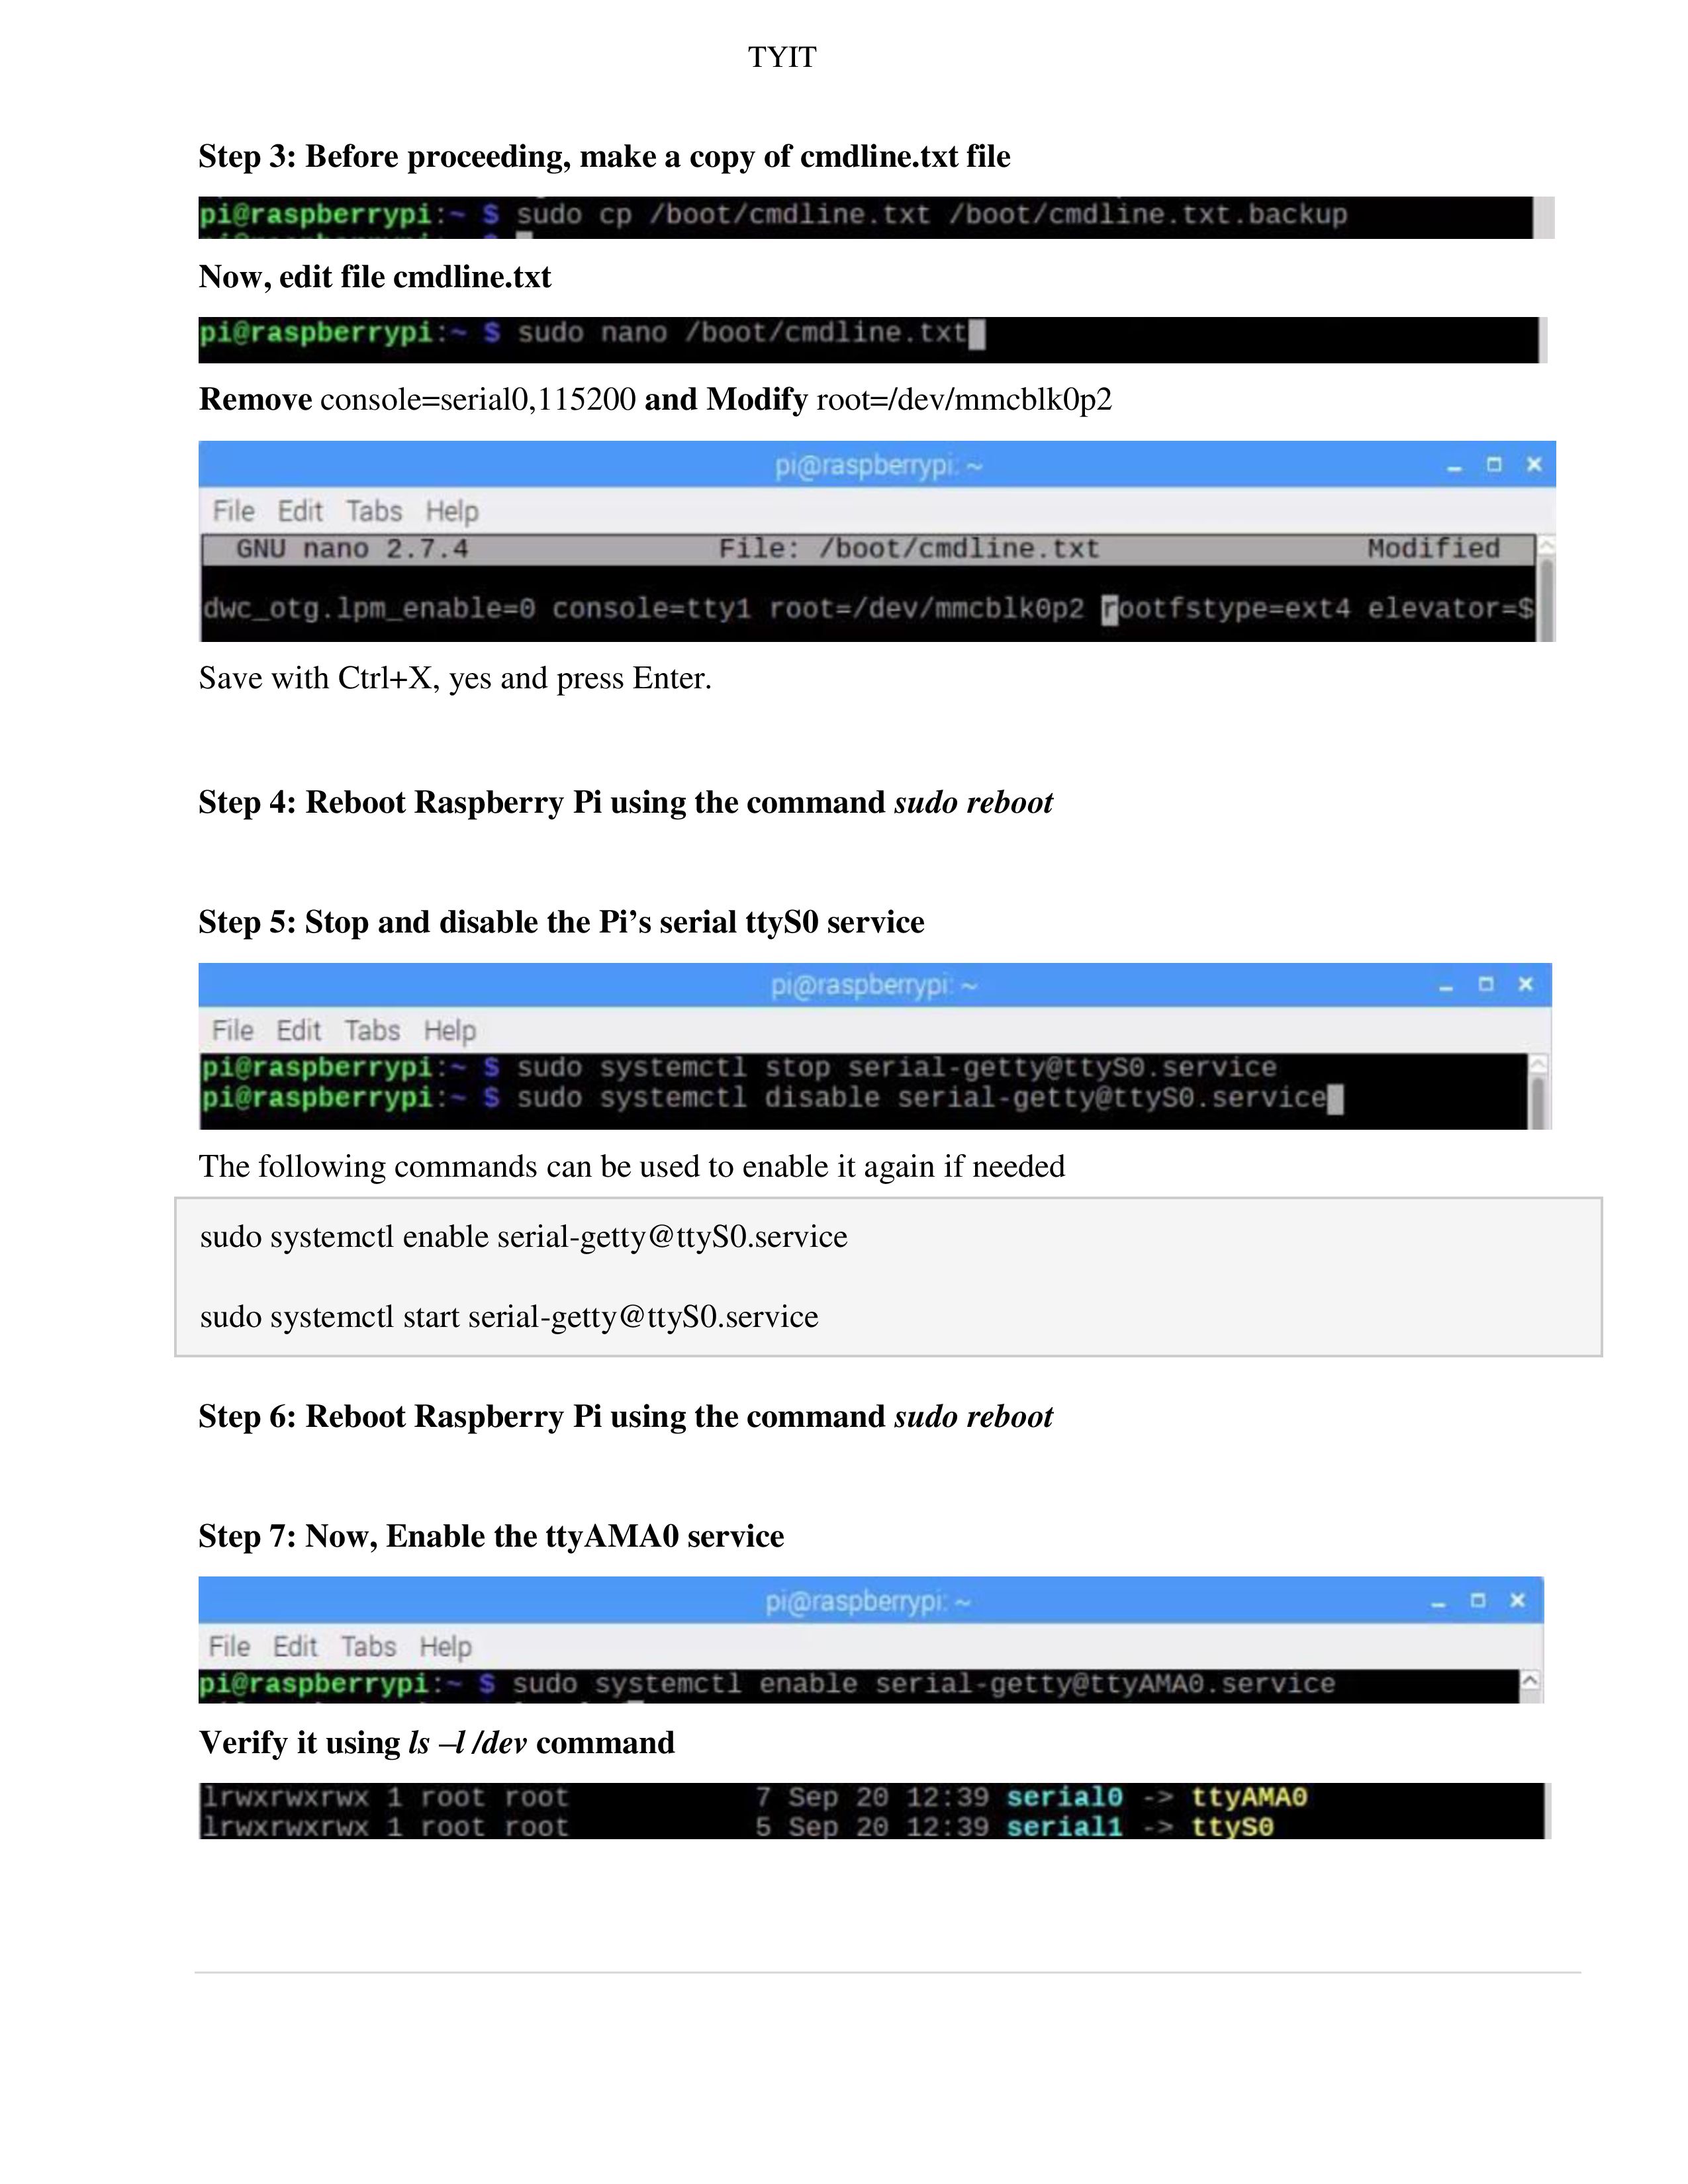 TYIT
Step 3: Before proceeding, make a copy of cmdline.txt file
pi@raspberrypi:~ $ sudo cp /boot/cmdline.txt /boot/cmdline.txt.backup
Now, edit file cmdline.txt
pi@raspberrypi:~ $ sudo nano /boot/cmdline.txt
Remove console=serial0,115200 and Modify root=/dev/mmcblk0p2
pi@raspberrypi: ~
File Edit Tabs Help
GNU nano 2.7.4 File: /boot/cmdline.txt Modified
dwc_otg.lpm_enable=0 console=tty1 root=/dev/mmcblk0p2 rootfstype=ext4 elevator=$
Save with Ctrl+X, yes and press Enter.
Step 4: Reboot Raspberry Pi using the command sudo reboot
Step 5: Stop and disable the Pi’s serial ttyS0 service
pi@raspberrypi: ~
File Edit Tabs Help
pi@raspberrypi:~ $ sudo systemctl stop serial-getty@ttyS0.service
pi@raspberrypi:~ $ sudo systemctl disable serial-getty@ttyS0.service
The following commands can be used to enable it again if needed
sudo systemctl enable serial-getty@ttyS0.service
sudo systemctl start serial-getty@ttyS0.service
Step 6: Reboot Raspberry Pi using the command sudo reboot
Step 7: Now, Enable the ttyAMA0 service
pi@raspberrypi: ~
File Edit Tabs Help
pi@raspberrypi:~ $ sudo systemctl enable serial-getty@ttyAMA0.service
Verify it using ls –l /dev command
lrwxrwxrwx 1 root root 7 Sep 20 12:39 serial0 -> ttyAMA0
lrwxrwxrwx 1 root root 5 Sep 20 12:39 serial1 -> ttyS0